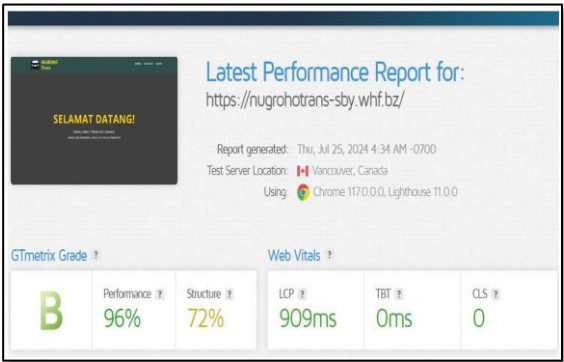 NUGROHO
Trans
SELAMAT DATANG!
Latest Performance Report for:
https://nugrohotrans-sby.whf.bz/
Report generated: Thu, Jul 25, 2024 4:34 AM -0700
Test Server Location: Vancouver, Canada
Using: Chrome 117.0.0.0, Lighthouse 11.0.0
GTmetrix Grade ?
Web Vitals ?
B
Performance ?
96%
Structure ?
72%
LCP ?
909ms
TBT ?
0ms
CLS ?
0